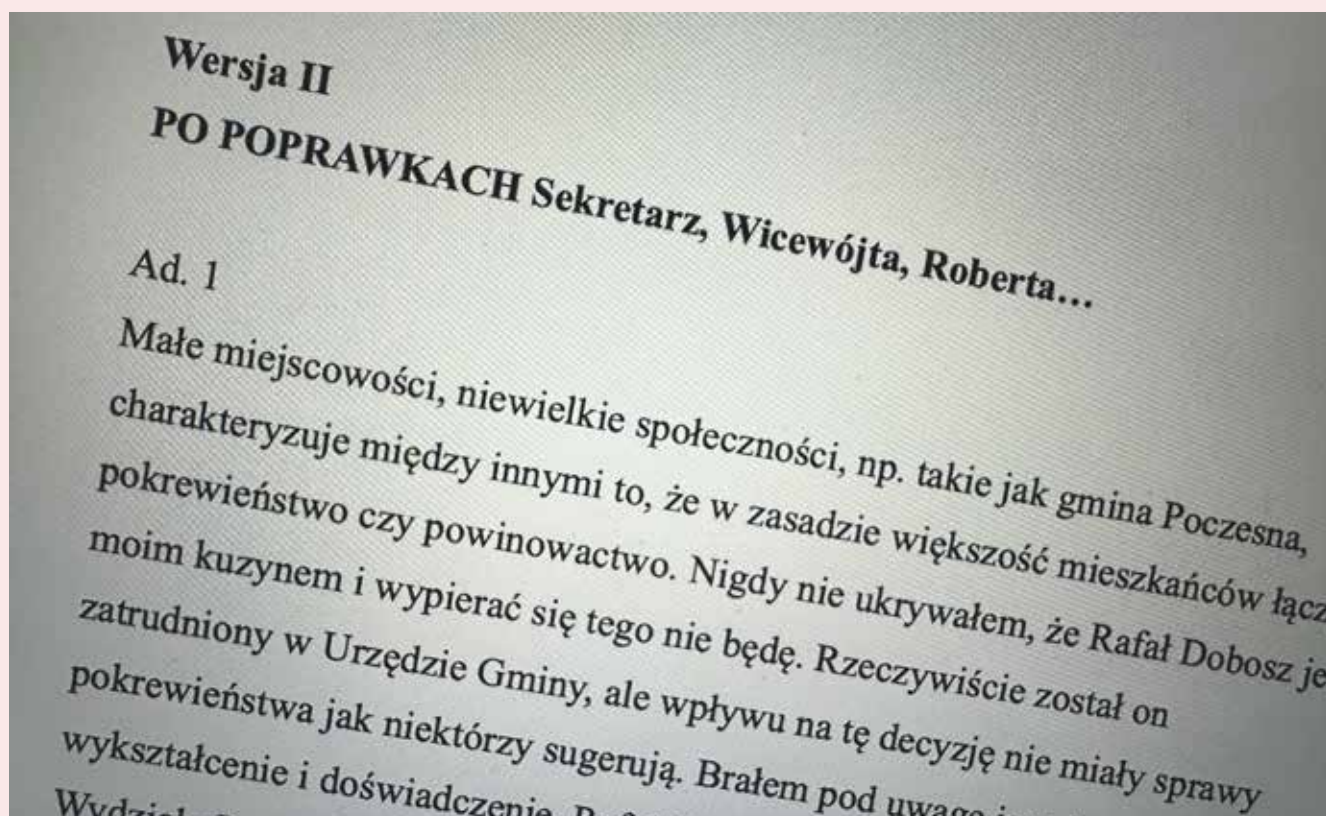 Wersja II
PO POPRAWKACH Sekretarz, Wicewójta, Roberta...
Ad. 1
Małe miejscowości, niewielkie społeczności, np. takie jak gmina Poczesna,
charakteryzuje między innymi to, że w zasadzie większość mieszkańców
pokrewieństwo czy powinowactwo. Nigdy nie ukrywałem, że Rafał Dobosz
moim kuzynem i wypierać się tego nie będę. Rzeczywiście został on
zatrudniony w Urzędzie Gminy, ale wpływu na tę decyzję nie miały sprawy
pokrewieństwa jak niektórzy sugerują. Brałem pod uwagę
wykształcenie i doświadczenie.